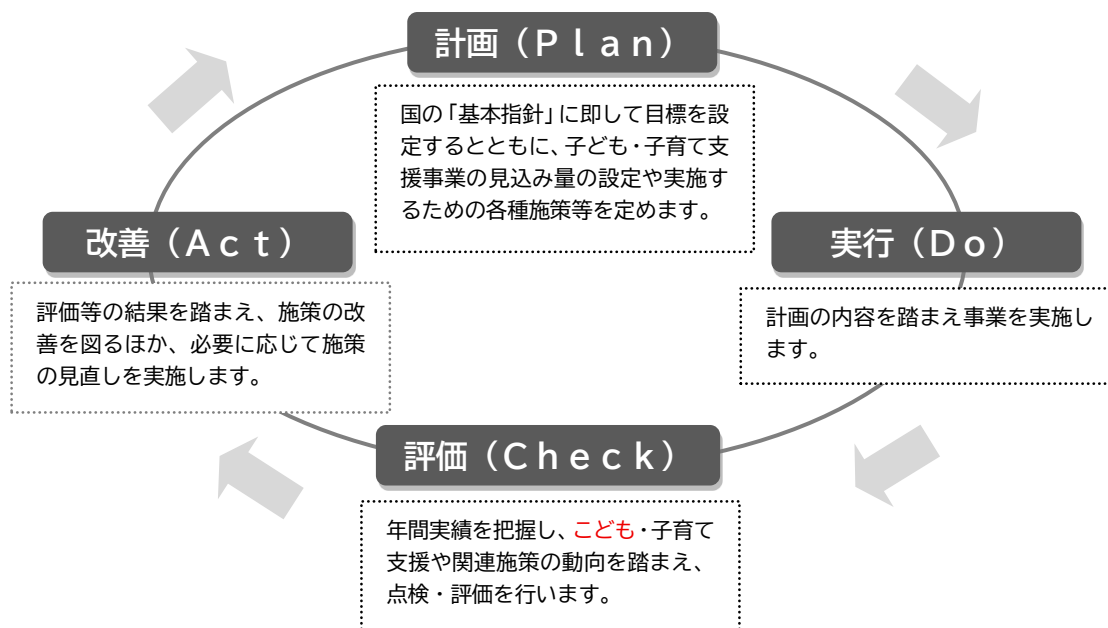 計画（Ｐｌａｎ）
国の「基本指針」に即して目標を設
定するとともに、子ども・子育て支
援事業の見込み量の設定や実施す
るための各種施策等を定めます。
改善（Ａｃｔ）
評価等の結果を踏まえ、施策の改
善を図るほか、必要に応じて施策
の見直しを実施します。
実行（Ｄｏ）
計画の内容を踏まえ事業を実施し
ます。
評価（Ｃｈｅｃｋ）
年間実績を把握し、こども・子育て
支援や関連施策の動向を踏まえ、
点検・評価を行います。